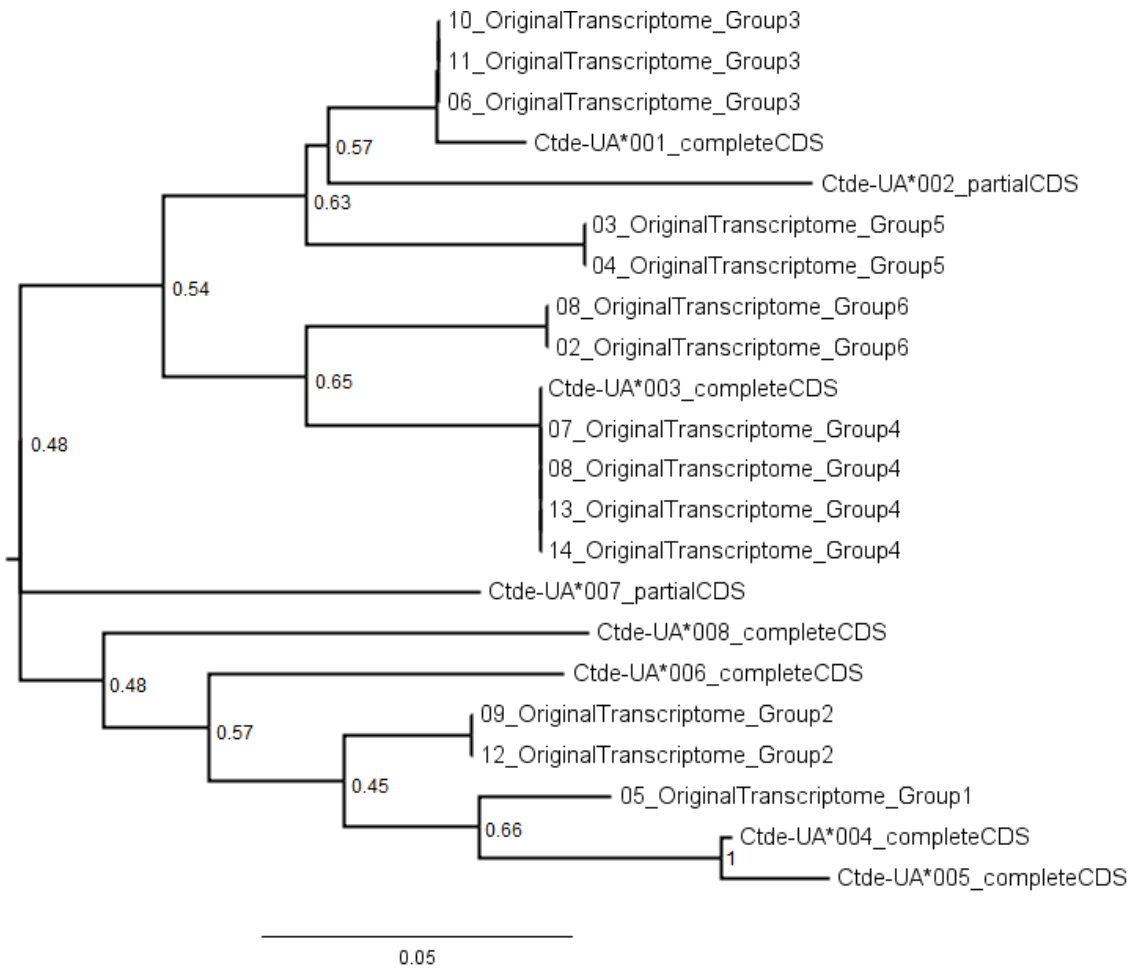 10_OriginalTranscriptome_Group3
11_OriginalTranscriptome_Group3
06_OriginalTranscriptome_Group3
0.57
Ctde-UA*001_completeCDS
Ctde-UA*002_partialCDS
0.63
03_OriginalTranscriptome_Group5
04_OriginalTranscriptome_Group5
0.54
08_OriginalTranscriptome_Group6
02_OriginalTranscriptome_Group6
0.65
Ctde-UA*003_completeCDS
07_OriginalTranscriptome_Group4
0.48
08_OriginalTranscriptome_Group4
13_OriginalTranscriptome_Group4
14_OriginalTranscriptome_Group4
Ctde-UA*007_partialCDS
Ctde-UA*008_completeCDS
0.48
Ctde-UA*006_completeCDS
09_OriginalTranscriptome_Group2
0.57
12_OriginalTranscriptome_Group2
0.45
05_OriginalTranscriptome_Group1
0.66
Ctde-UA*004_completeCDS
1
Ctde-UA*005_completeCDS
0.05